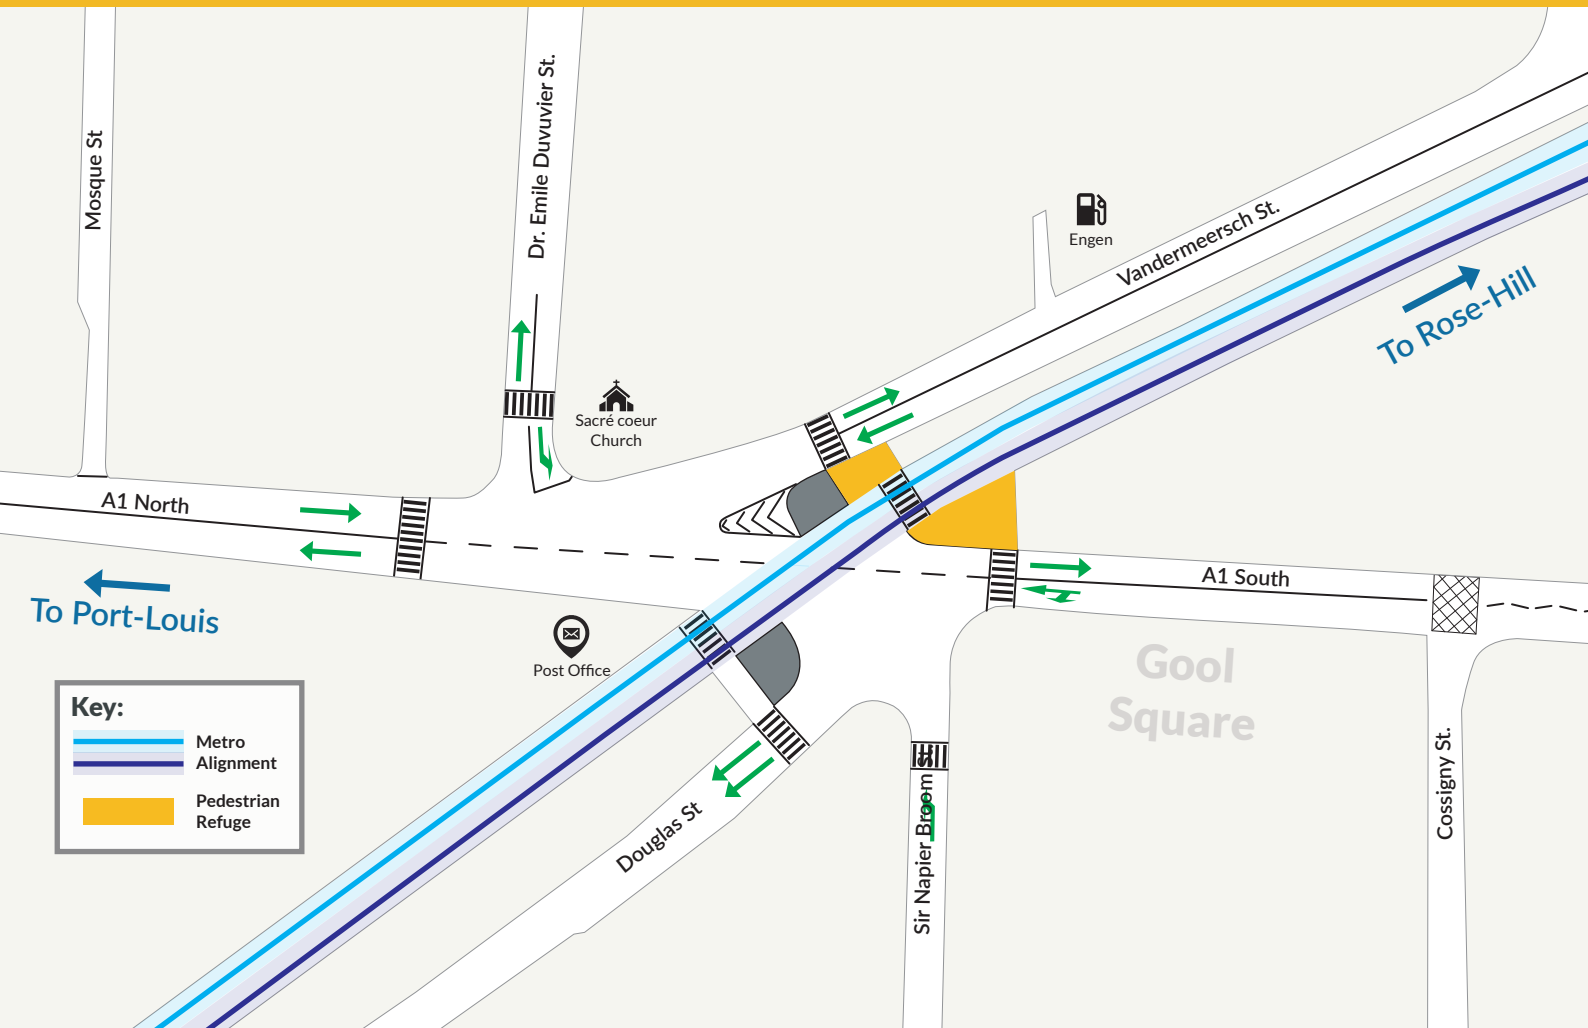 Mosque St
Dr. Emile Duvuvier St.
Engen
Vandermeersch St.
To Rose-Hill
Sacré coeur
Church
A1 North
A1 South
To Port-Louis
Post Office
Gool
Square
Key:
Metro
Alignment
Pedestrian
Refuge
Douglas St
Sir Napier Broom St.
Cossigny St.